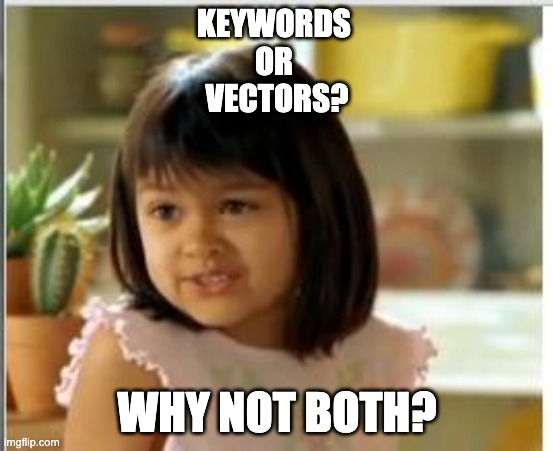 KEYWORDS
OR
VECTORS?
WHY NOT BOTH?
imgflip.com